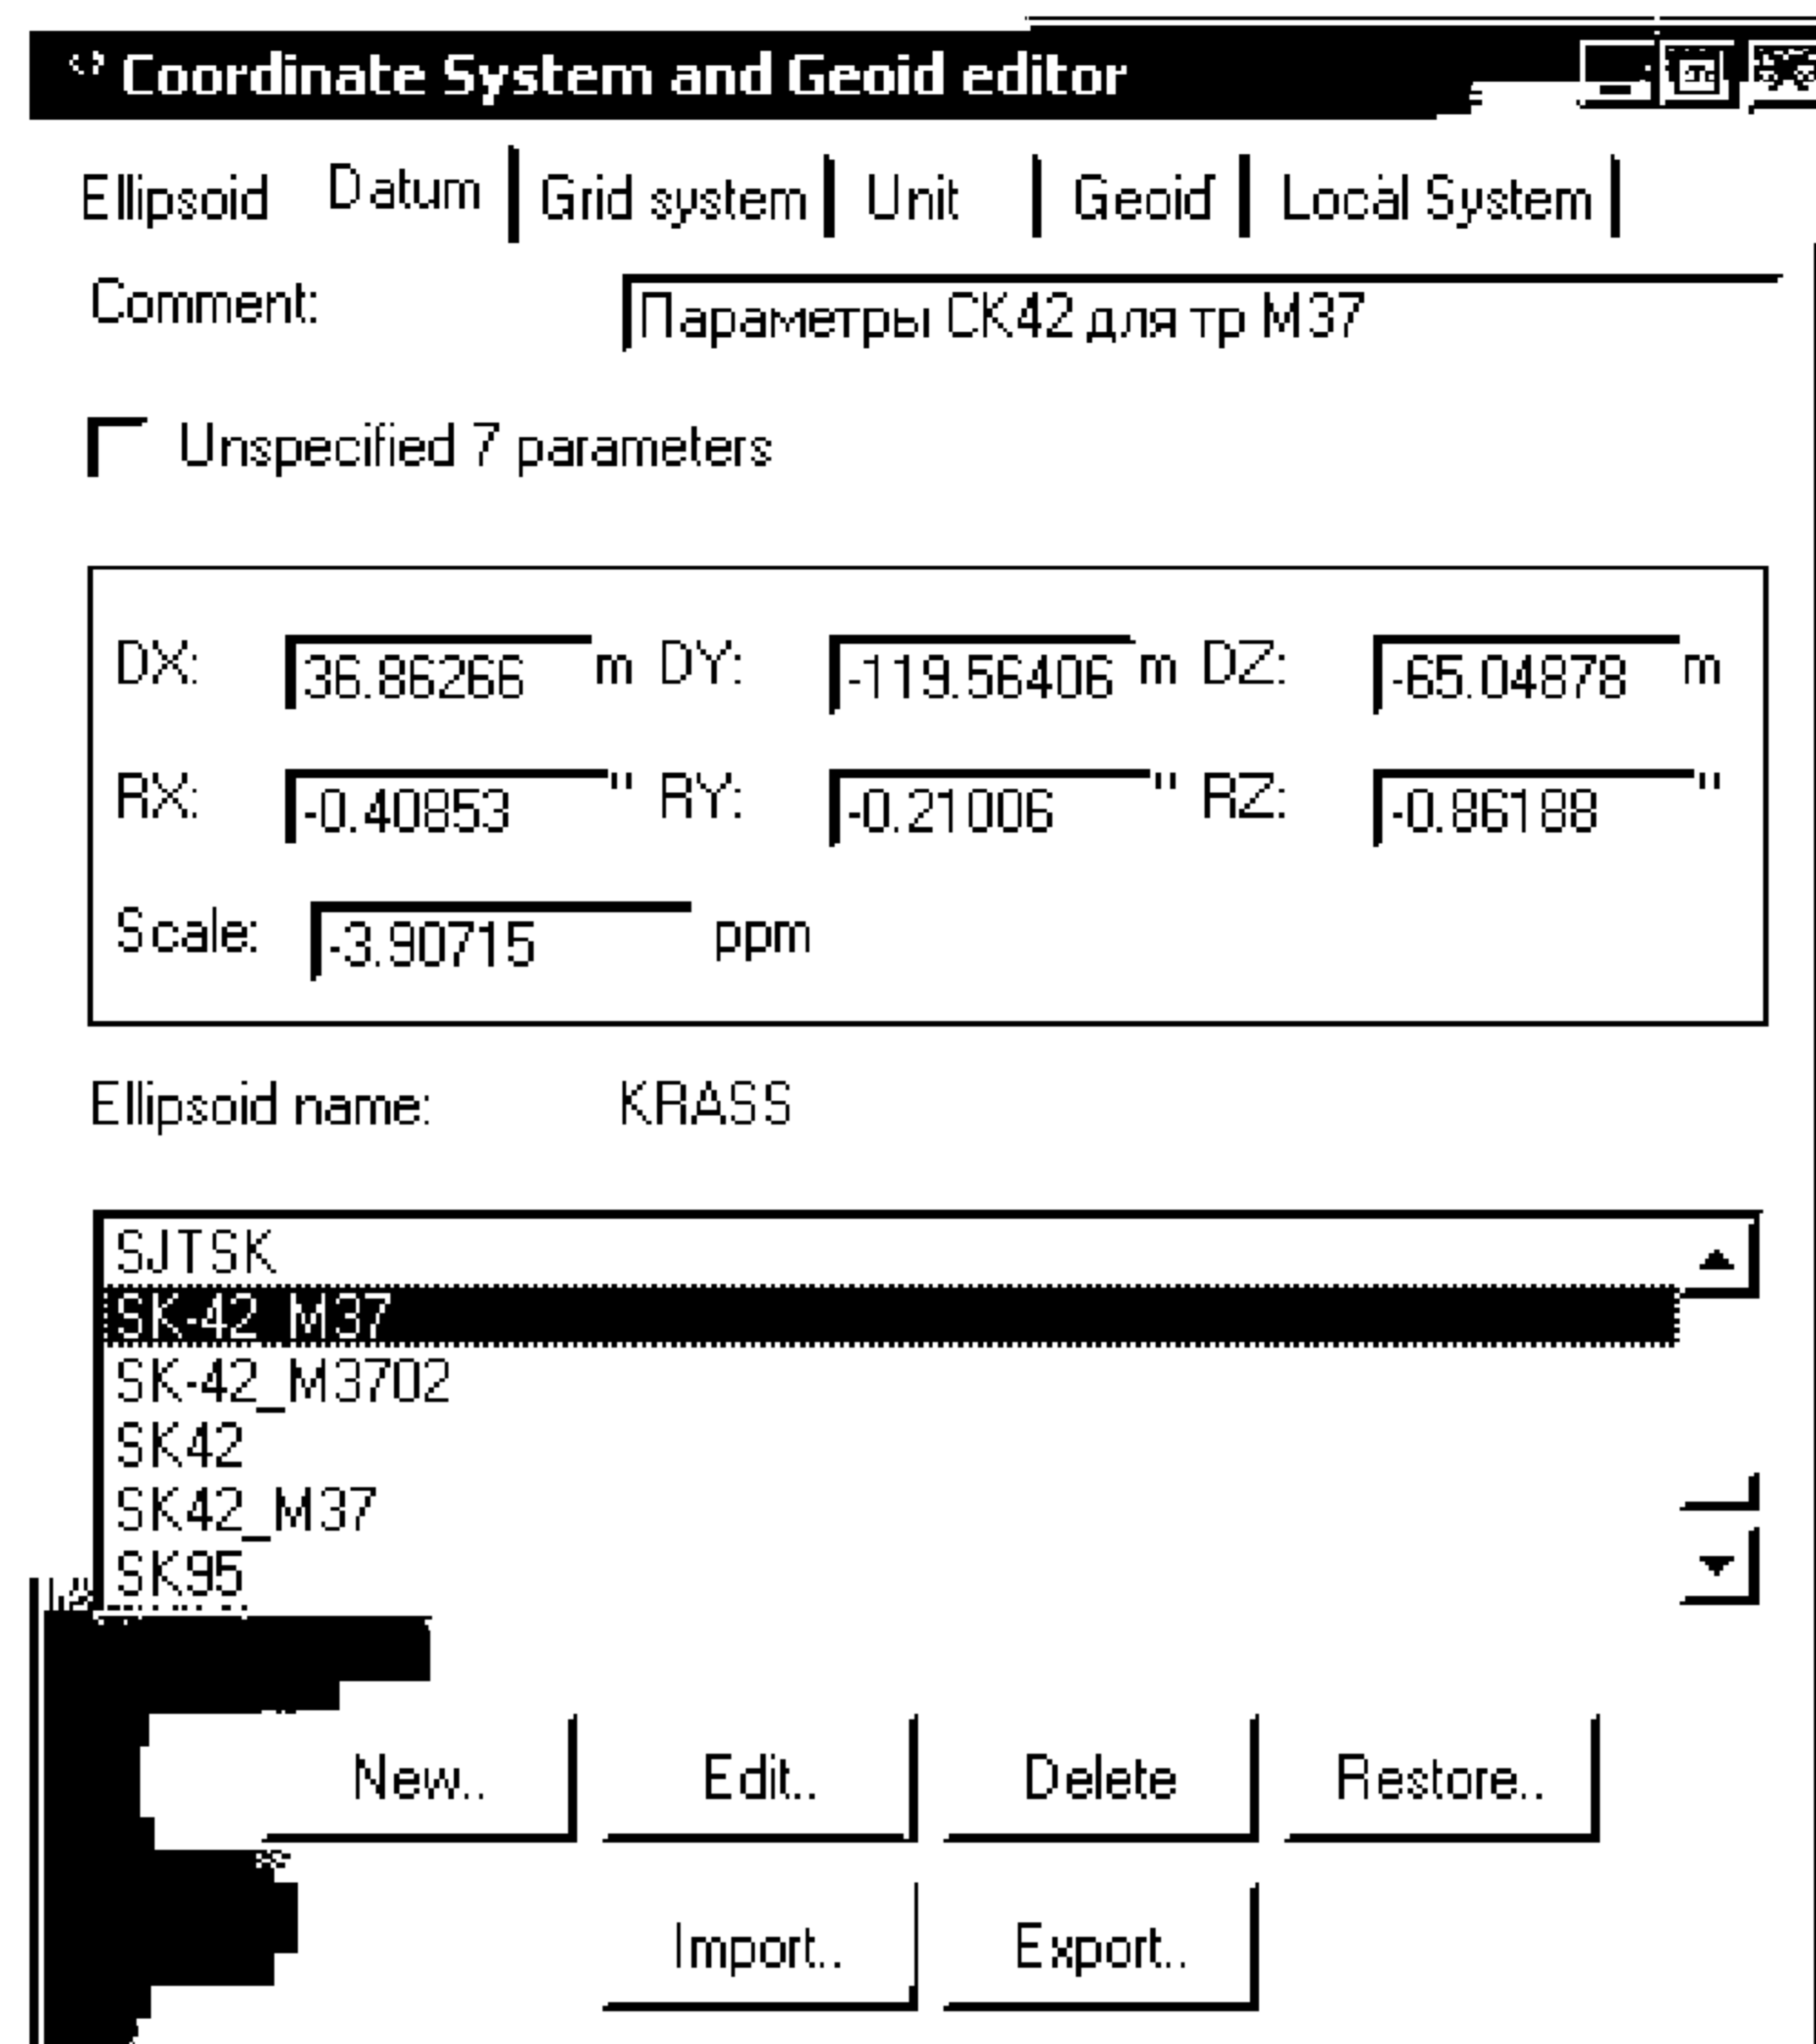 Coordinate System and Geoid editor
Ellipsoid Datum Grid system Unit Geoid Local System
Comment: Параметры СК42 для тр М37
Unspecified 7 parameters
DX: 36.86266 m DY: -119.56406 m DZ: -65.04878 m
RX: -0.40853 " RY: -0.21006 " RZ: -0.86188 "
Scale: -3.90715 ppm
Ellipsoid name: KRASS
SJTSK
SK-42_M37
SK-42_M3702
SK42
SK42_M37
SK95
New.. Edit.. Delete Restore..
Import.. Export..